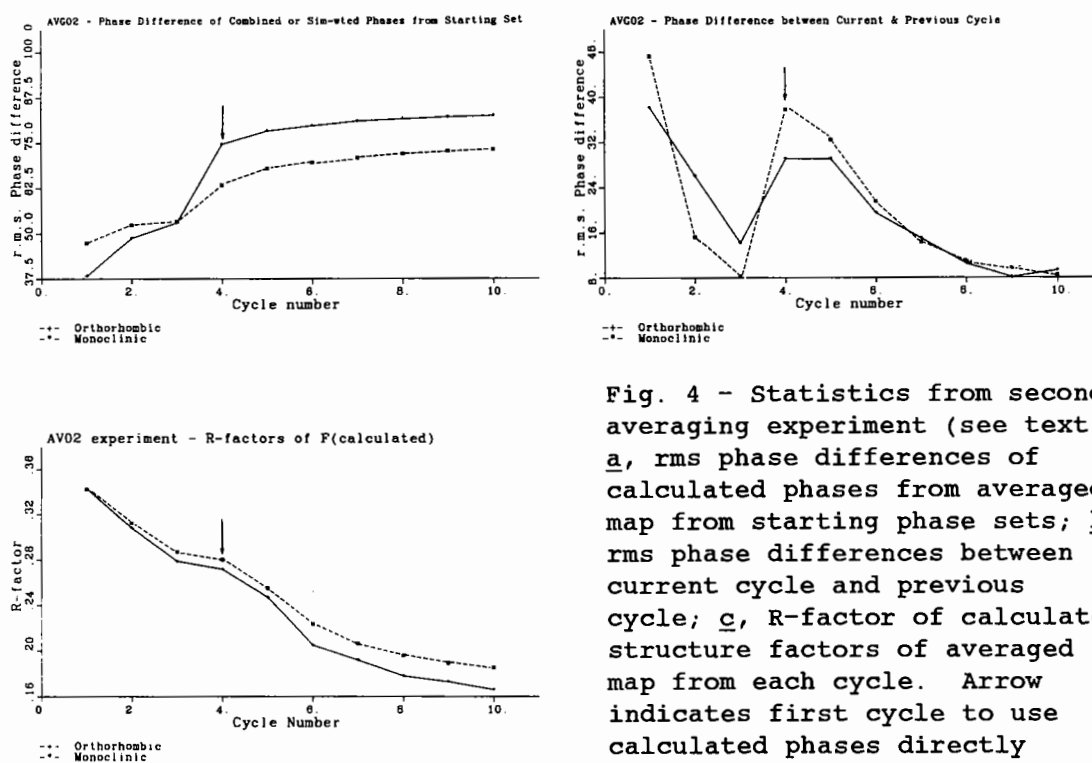 AVG02 - Phase Difference of Combined or Sim-wted Phases from Starting Set
r.m.s. Phase difference
37.5 50.0 62.5 75.0 87.5 100.0
0. 2. 4. 6. 8. 10.
Cycle number
-+- Orthorhombic
-*- Monoclinic
AVG02 - Phase Difference between Current & Previous Cycle
r.m.s. Phase difference
8. 16. 24. 32. 40. 48.
0. 2. 4. 6. 8. 10.
Cycle number
-+- Orthorhombic
-*- Monoclinic
AV02 experiment - R-factors of F(calculated)
R-factor
.16 .20 .24 .28 .32 .36
0. 2. 4. 6. 8. 10.
Cycle Number
-+- Orthorhombic
-*- Monoclinic
Fig. 4 - Statistics from second
averaging experiment (see text
a, rms phase differences of
calculated phases from averaged
map from starting phase sets;
rms phase differences between
current cycle and previous
cycle; c, R-factor of calculat
structure factors of averaged
map from each cycle. Arrow
indicates first cycle to use
calculated phases directly